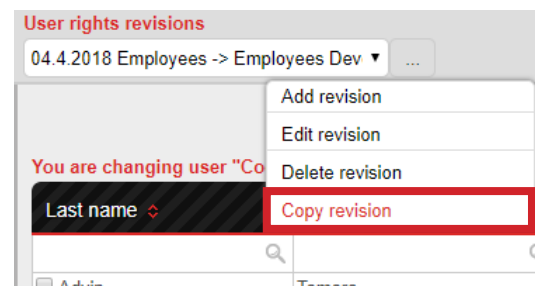 User rights revisions
04.4.2018 Employees -> Employees Dev ...
Add revision
Edit revision
You are changing user "Co
Delete revision
Last name
Copy revision